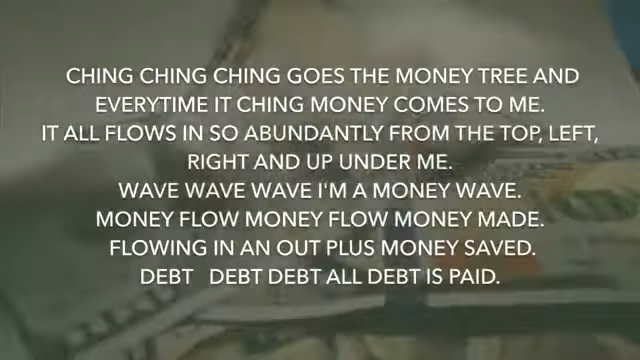 CHING CHING CHING GOES THE MONEY TREE AND
EVERYTIME IT CHING MONEY COMES TO ME.
IT ALL FLOWS IN SO ABUNDANTLY FROM THE TOP, LEFT,
RIGHT AND UP UNDER ME.
WAVE WAVE WAVE I'M A MONEY WAVE.
MONEY FLOW MONEY FLOW MONEY MADE.
FLOWING IN AN OUT PLUS MONEY SAVED.
DEBT   DEBT DEBT ALL DEBT IS PAID.